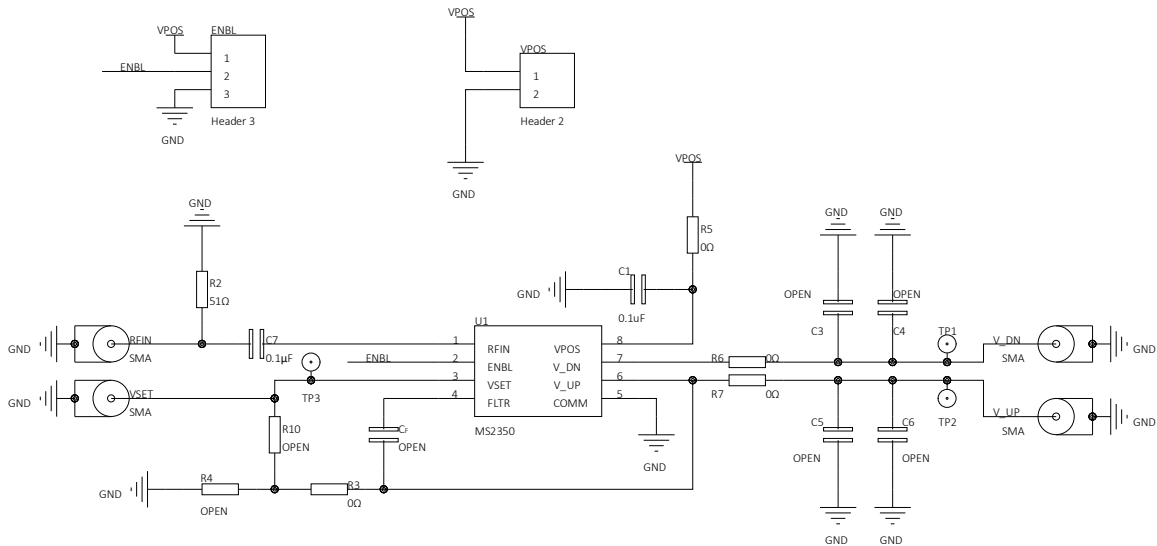 VPOS
ENBL
ENBL
1
2
3
Header 3
GND
VPOS
VPOS
1
2
Header 2
GND
VPOS
R5
0Ω
C1
GND
0.1uF
GND
R2
51Ω
GND
RFIN
SMA
C7
0.1µF
GND
VSET
SMA
TP3
ENBL
U1
1
2
3
4
RFIN
ENBL
VSET
FLTR
VPOS
V_DN
V_UP
COMM
8
7
6
5
MS2350
GND
R10
OPEN
CF
OPEN
GND
R4
OPEN
R3
0Ω
R6
0Ω
R7
0Ω
GND
GND
OPEN
OPEN
C3
C4
TP1
V_DN
SMA
GND
TP2
V_UP
SMA
GND
C5
OPEN
C6
OPEN
GND
GND